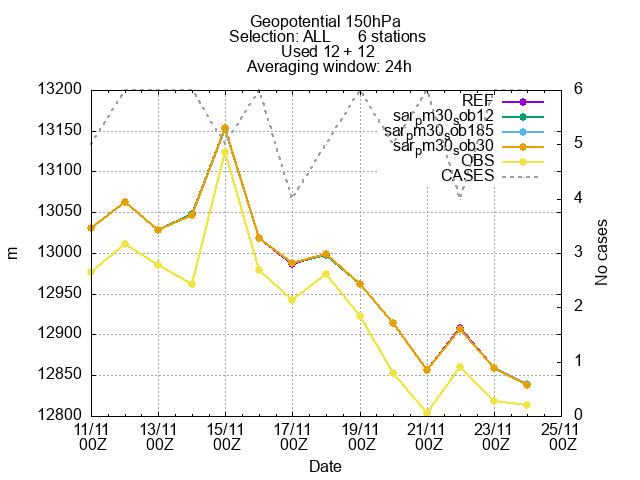 Geopotential 150hPa
Selection: ALL 6 stations
Used 12 + 12
Averaging window: 24h
13200
13150
13100
13050
13000
12950
12900
12850
12800
m
6
5
4
3
2
1
0
No cases
REF
sarpm30sob12
sarpm30sob185
sarpm30sob30
OBS
CASES
11/11 13/11 15/11 17/11 19/11 21/11 23/11 25/11
00Z 00Z 00Z 00Z 00Z 00Z 00Z 00Z
Date